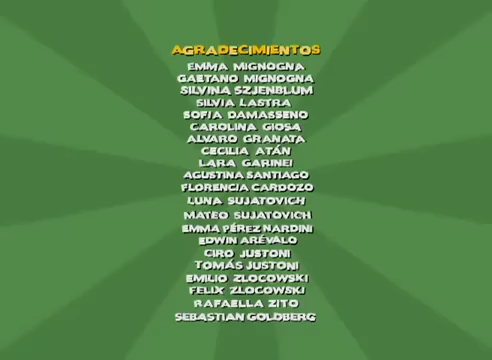 AGRADECIMIENTOS
EMMA MIGNOGNA
GAETANO MIGNOGNA
SILVINA SZJENBLUM
SILVIA LASTRA
SOFIA DAMASSENO
CAROLINA GIOSA
ALVARO GRANATA
CECILIA ATÁN
LARA GARINEI
AGUSTINA SANTIAGO
FLORENCIA CARDOZO
LUNA SUJATOVICH
MATEO SUJATOVICH
EMMA PÉREZ NARDINI
EDWIN ARÉVALO
CIRO JUSTONI
TOMÁS JUSTONI
EMILIO ZLOCOWSKI
FELIX ZLOCOWSKI
RAFAELLA ZITO
SEBASTIAN GOLDBERG